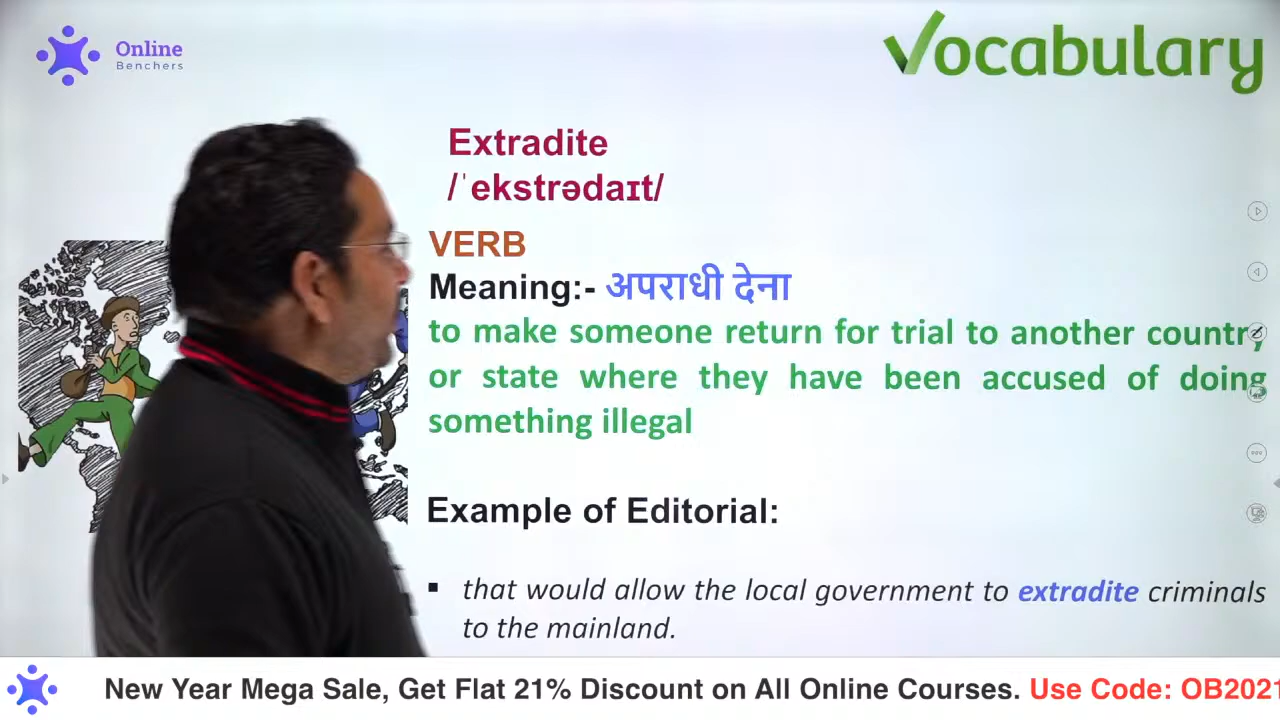 Online
Benchers
Vocabulary
Extradite
/ˈekstrədaɪt/
VERB
Meaning:- अपराधी देना
to make someone return for trial to another country
or state where they have been accused of doing
something illegal
Example of Editorial:
▪ that would allow the local government to extradite criminals
to the mainland.
New Year Mega Sale, Get Flat 21% Discount on All Online Courses. Use Code: OB2021